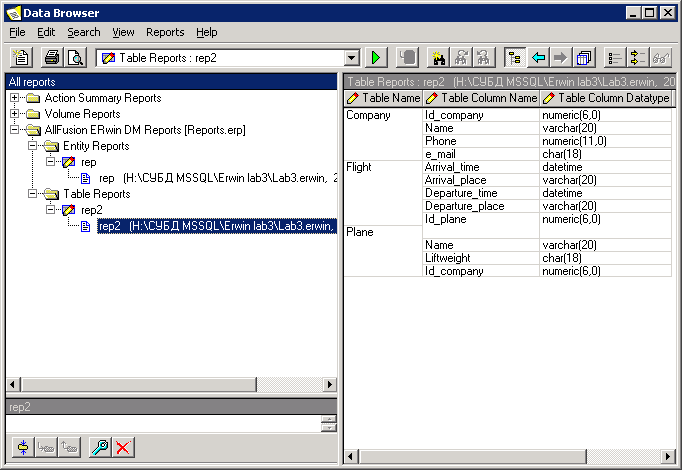 Data Browser
File Edit Search View Reports Help
Table Reports : rep2
All reports
Action Summary Reports
Volume Reports
AllFusion ERwin DM Reports [Reports.erp]
Entity Reports
rep
rep (H:\СУБД MSSQL\Erwin lab3\Lab3.erwin, 2
Table Reports
rep2
rep2 (H:\СУБД MSSQL\Erwin lab3\Lab3.erwin,
rep2
Table Reports : rep2 (H:\СУБД MSSQL\Erwin lab3\Lab3.erwin, 20
Table Name Table Column Name Table Column Datatype
Company Id_company numeric(6,0)
Name varchar(20)
Phone numeric(11,0)
e_mail char(18)
Flight Arrival_time datetime
Arrival_place varchar(20)
Departure_time datetime
Departure_place varchar(20)
Id_plane numeric(6,0)
Plane
Name varchar(20)
Liftweight char(18)
Id_company numeric(6,0)